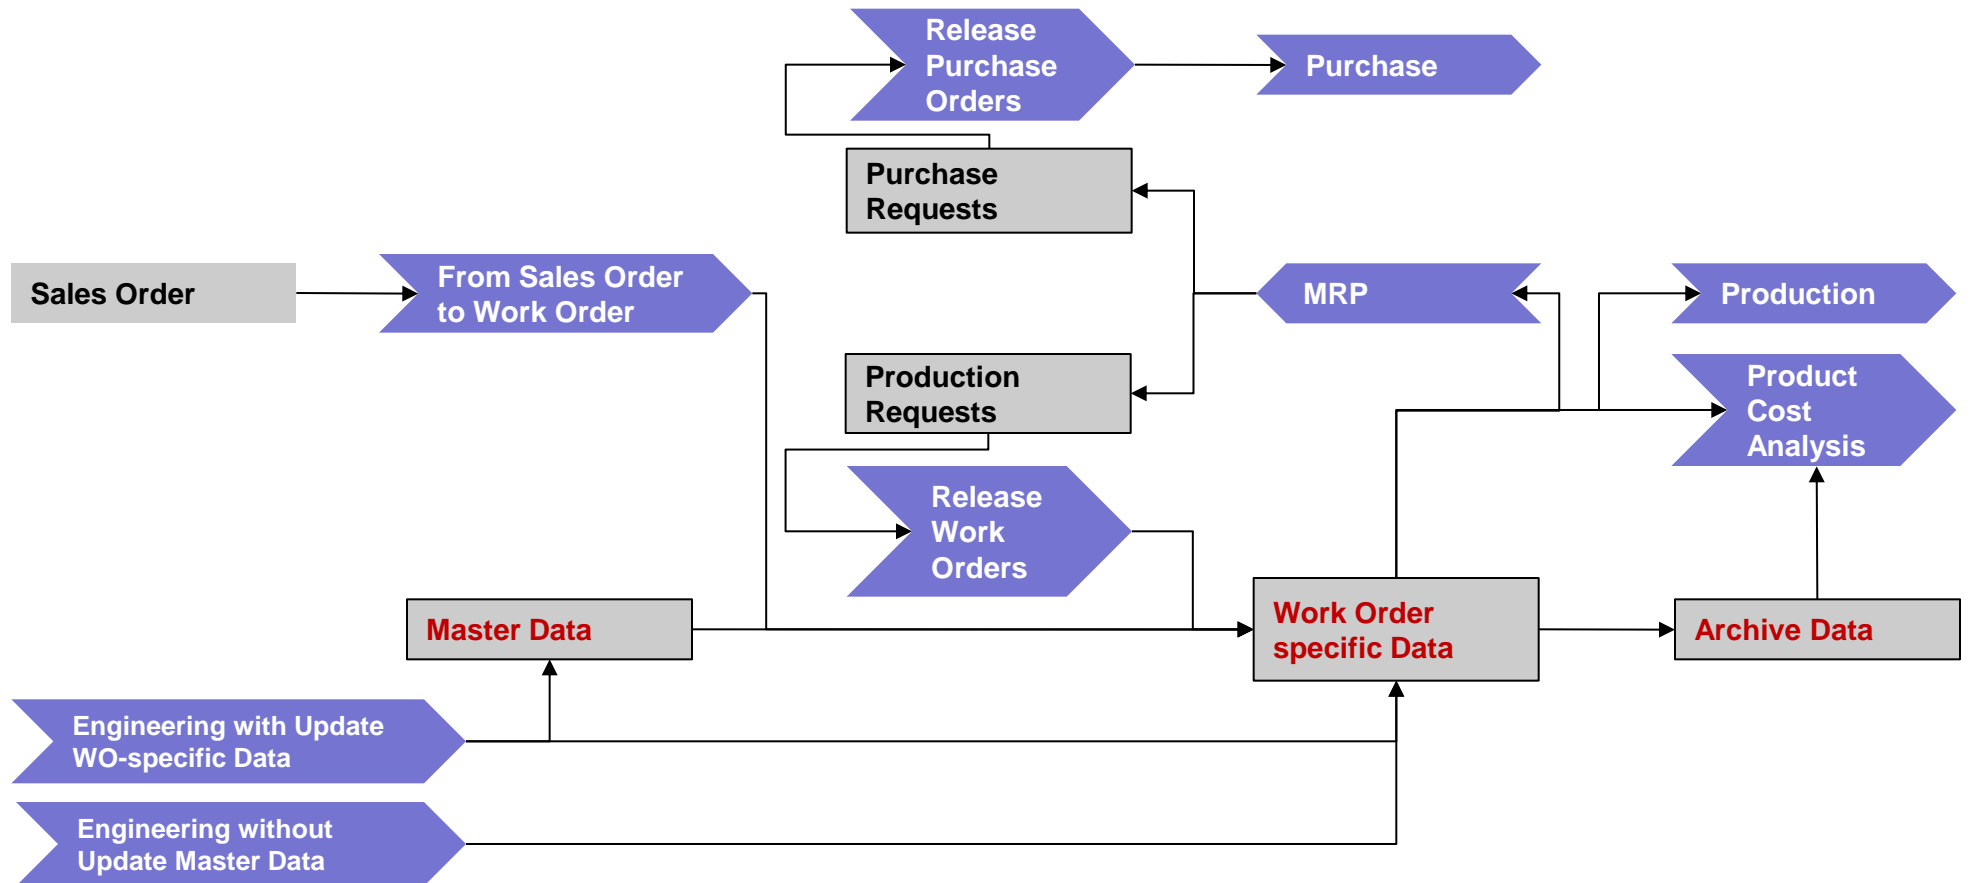 Release
Purchase
Orders
Purchase
Purchase
Requests
Sales Order
From Sales Order
to Work Order
MRP
Production
Production
Requests
Product
Cost
Analysis
Release
Work
Orders
Master Data
Work Order
specific Data
Archive Data
Engineering with Update
WO-specific Data
Engineering without
Update Master Data